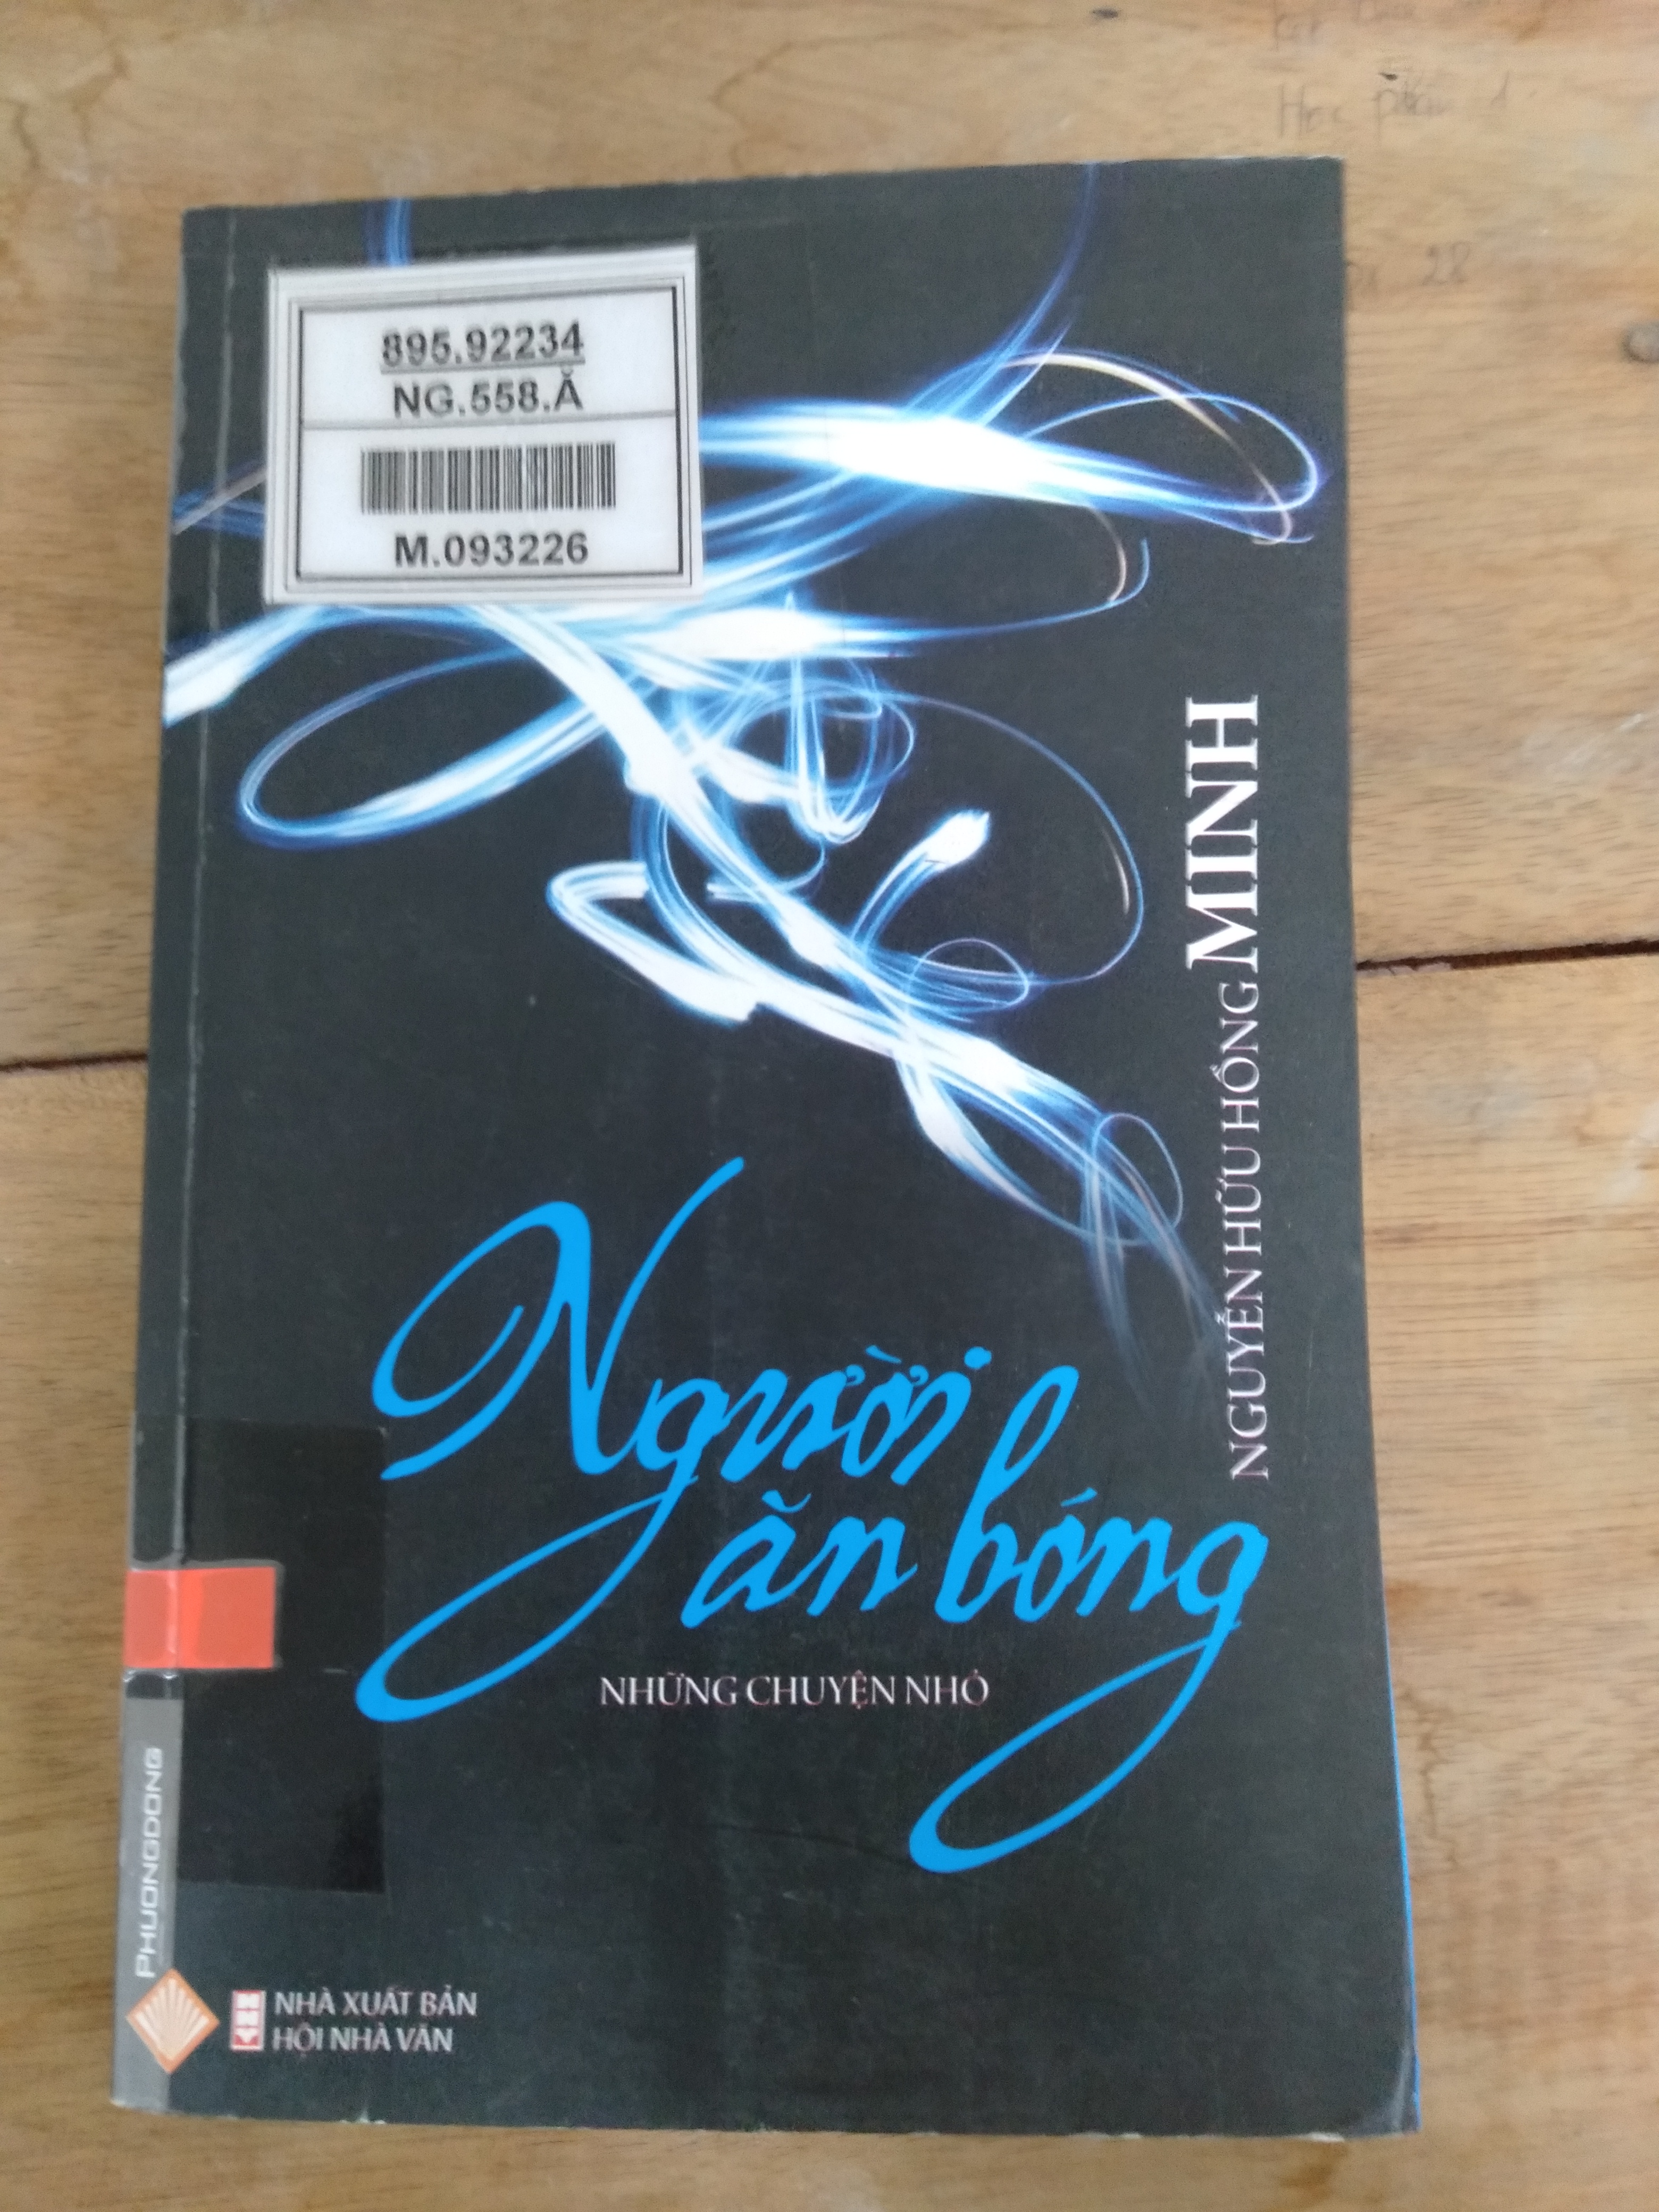 895.92234
NG.558.Ă
M.093226
NGUYỄN HỮU HỒNG MINH
Người
ăn bóng
NHỮNG CHUYỆN NHỎ
PHUONGDONG
NHÀ XUẤT BẢN
HỘI NHÀ VĂN
28